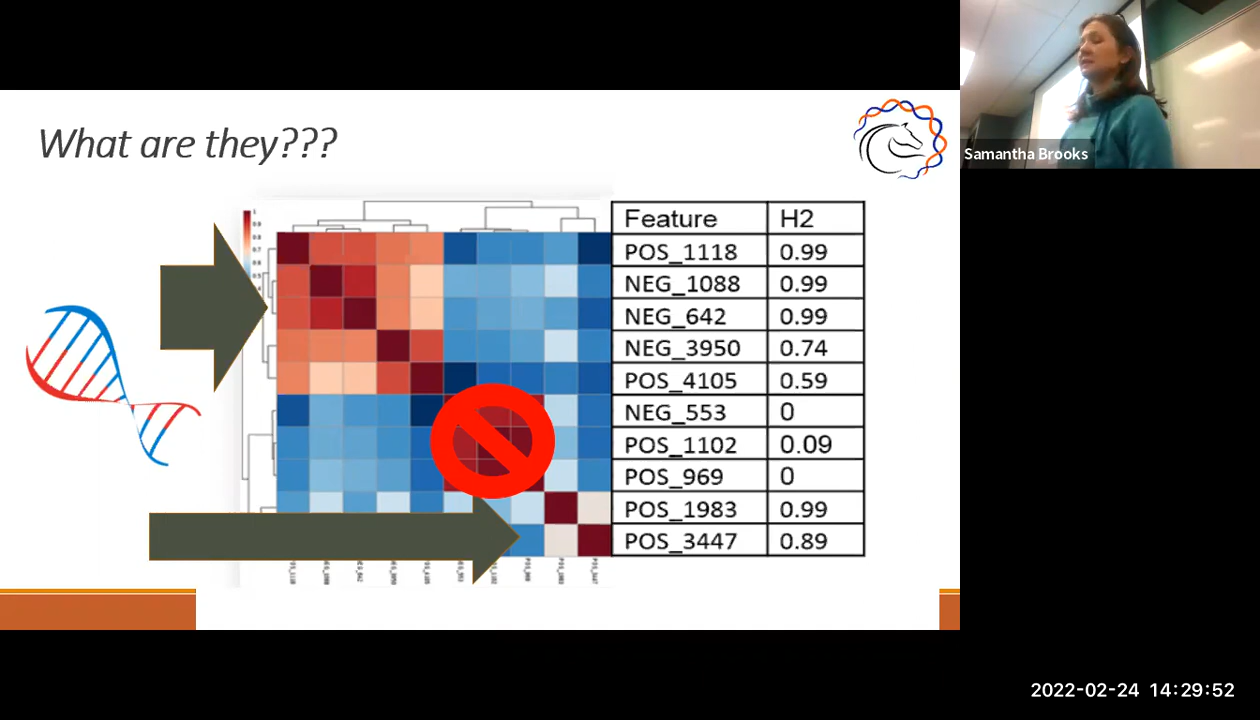 What are they???
Samantha Brooks
Feature H2
POS_1118 0.99
NEG_1088 0.99
NEG_642 0.99
NEG_3950 0.74
POS_4105 0.59
NEG_553 0
POS_1102 0.09
POS_969 0
POS_1983 0.99
POS_3447 0.89
2022-02-24 14:29:52